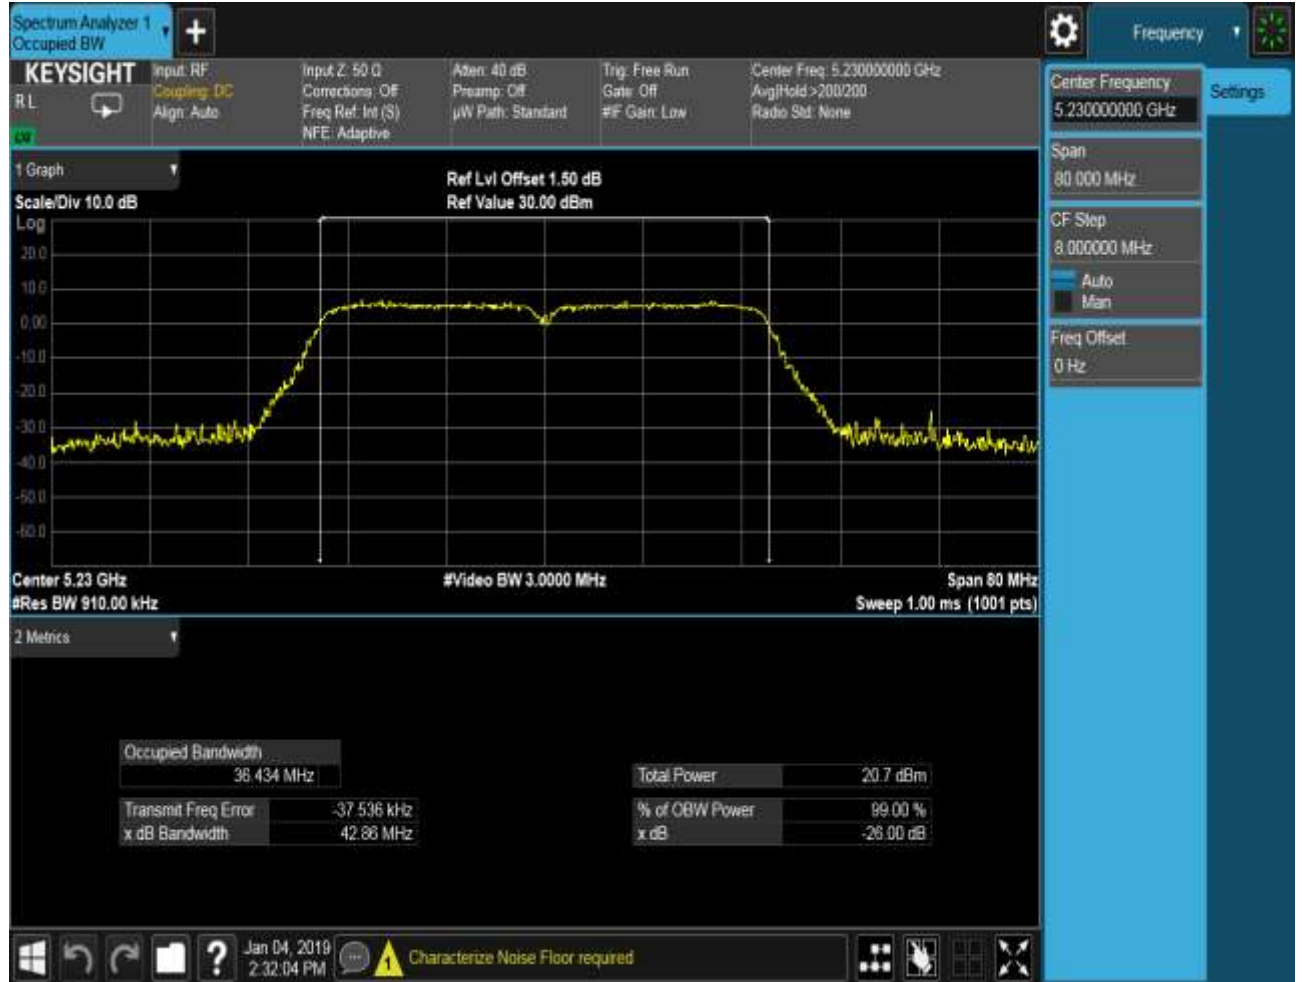 Spectrum Analyzer 1
Occupied BW
Frequency
KEYSIGHT
R L
Input: RF
Coupling: DC
Align: Auto
Input Z: 50 Ω
Corrections: Off
Freq Ref: Int (S)
NFE: Adaptive
Atten: 40 dB
Preamp: Off
µW Path: Standard
Trig: Free Run
Gate: Off
#IF Gain: Low
Center Freq: 5.230000000 GHz
Avg|Hold:>200/200
Radio Std: None
Center Frequency
5.230000000 GHz
Settings
Span
80.000 MHz
CF Step
8.000000 MHz
Auto
Man
Freq Offset
0 Hz
1 Graph
Scale/Div 10.0 dB
Ref Lvl Offset 1.50 dB
Ref Value 30.00 dBm
Log
20.0
10.0
0.00
-10.0
-20.0
-30.0
-40.0
-50.0
-60.0
Center 5.23 GHz
#Video BW 3.0000 MHz
Span 80 MHz
#Res BW 910.00 kHz
Sweep 1.00 ms (1001 pts)
2 Metrics
Occupied Bandwidth
36.434 MHz
Total Power 20.7 dBm
Transmit Freq Error -37.536 kHz
% of OBW Power 99.00 %
x dB Bandwidth 42.86 MHz
x dB -26.00 dB
?
Jan 04, 2019
2:32:04 PM
1
Characterize Noise Floor required